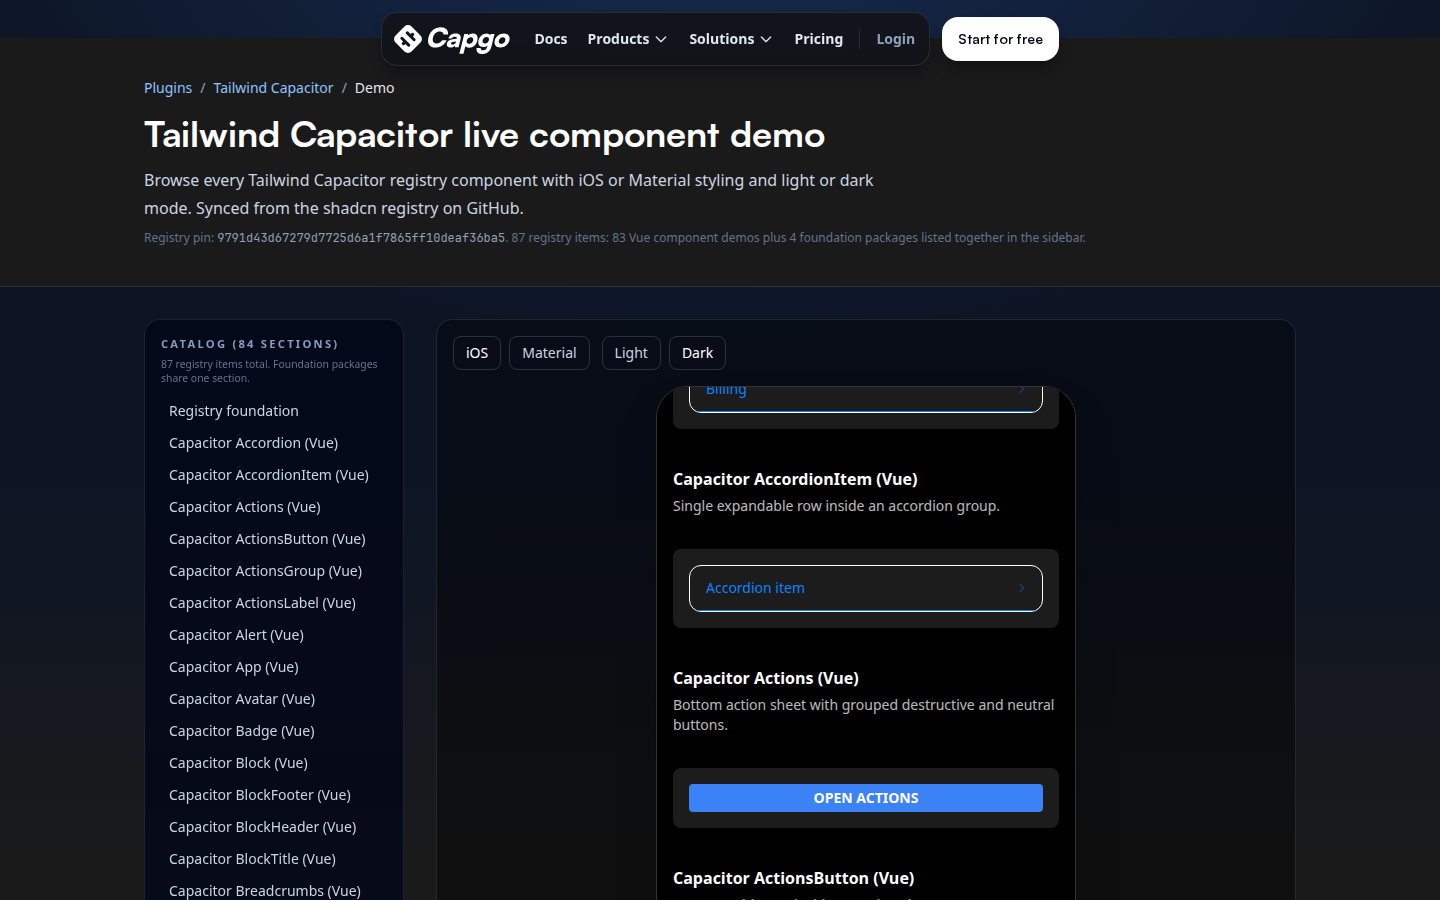 Capgo
Docs
Products
Solutions
Pricing
Login
Start for free
Plugins / Tailwind Capacitor / Demo
Tailwind Capacitor live component demo
Browse every Tailwind Capacitor registry component with iOS or Material styling and light or dark
mode. Synced from the shadcn registry on GitHub.
Registry pin: 9791d43d67279d7725d6a1f7865ff10deaf36ba5. 87 registry items: 83 Vue component demos plus 4 foundation packages listed together in the sidebar.
CATALOG (84 SECTIONS)
87 registry items total. Foundation packages
share one section.
Registry foundation
Capacitor Accordion (Vue)
Capacitor AccordionItem (Vue)
Capacitor Actions (Vue)
Capacitor ActionsButton (Vue)
Capacitor ActionsGroup (Vue)
Capacitor ActionsLabel (Vue)
Capacitor Alert (Vue)
Capacitor App (Vue)
Capacitor Avatar (Vue)
Capacitor Badge (Vue)
Capacitor Block (Vue)
Capacitor BlockFooter (Vue)
Capacitor BlockHeader (Vue)
Capacitor BlockTitle (Vue)
Capacitor Breadcrumbs (Vue)
iOS
Material
Light
Dark
Billing
Capacitor AccordionItem (Vue)
Single expandable row inside an accordion group.
Accordion item
Capacitor Actions (Vue)
Bottom action sheet with grouped destructive and neutral
buttons.
OPEN ACTIONS
Capacitor ActionsButton (Vue)